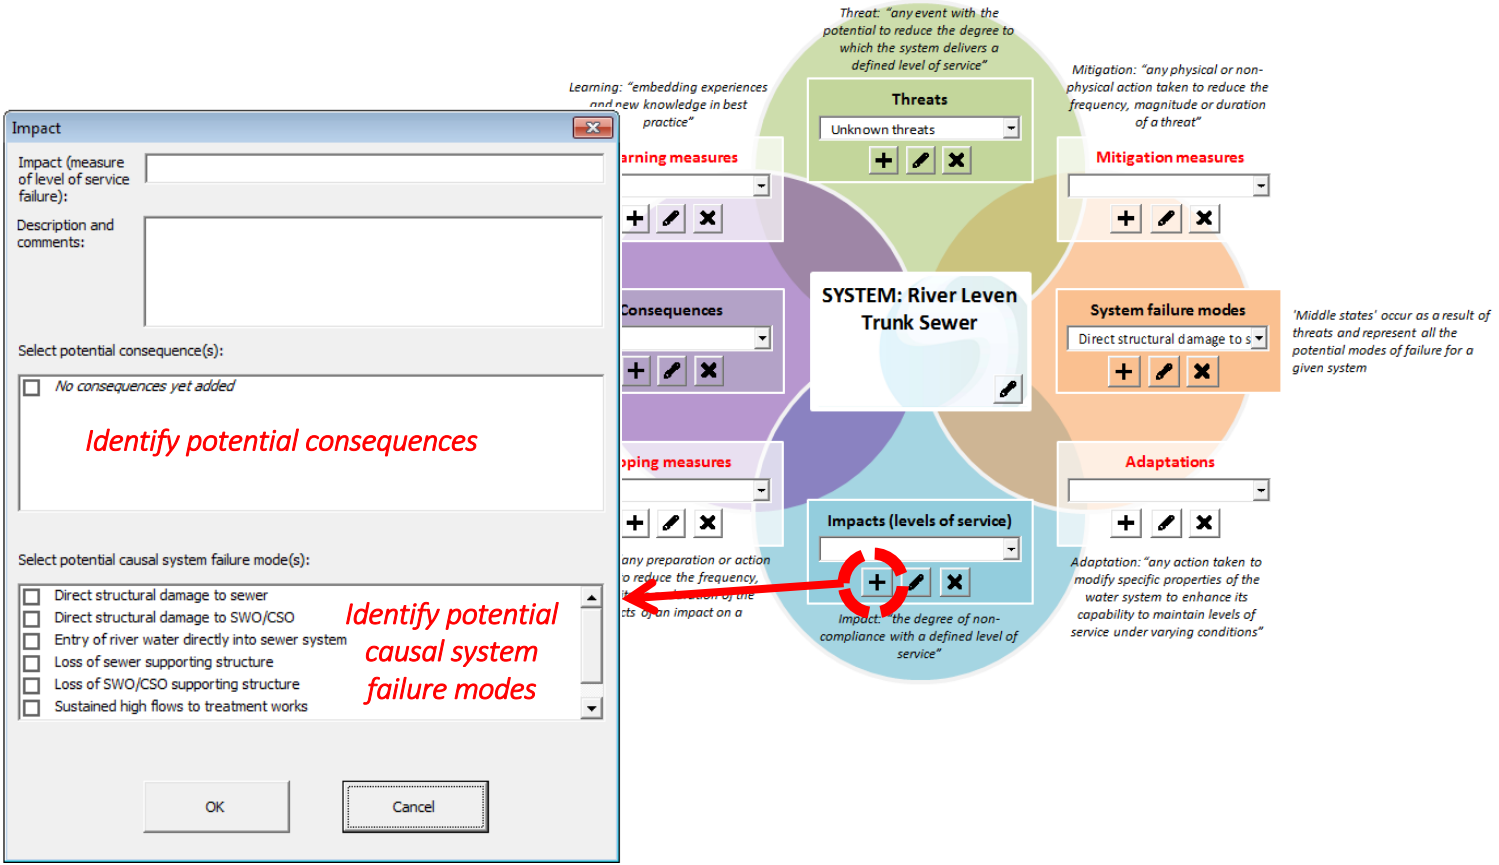 Threat: “any event with the
potential to reduce the degree to
which the system delivers a
defined level of service”
Threats
Unknown threats
Learning: “embedding experiences
and new knowledge in best
practice”
arning measures
Mitigation: “any physical or non-
physical action taken to reduce the
frequency, magnitude or duration
of a threat”
Mitigation measures
Consequences
SYSTEM: River Leven
Trunk Sewer
System failure modes
Direct structural damage to s
'Middle states' occur as a result of
threats and represent all the
potential modes of failure for a
given system
ping measures
any preparation or action
to reduce the frequency,
of the
cts of an impact on a
Impacts (levels of service)
Impact: “the degree of non-
compliance with a defined level of
service”
Adaptations
Adaptation: “any action taken to
modify specific properties of the
water system to enhance its
capability to maintain levels of
service under varying conditions”
Impact
Impact (measure
of level of service
failure):
Description and
comments:
Select potential consequence(s):
No consequences yet added
Identify potential consequences
Select potential causal system failure mode(s):
Direct structural damage to sewer
Direct structural damage to SWO/CSO
Entry of river water directly into sewer system
Loss of sewer supporting structure
Loss of SWO/CSO supporting structure
Sustained high flows to treatment works
Identify potential
causal system
failure modes
OK
Cancel